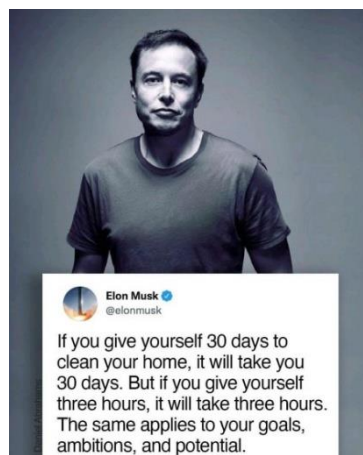 Elon Musk
@elonmusk
If you give yourself 30 days to
clean your home, it will take you
30 days. But if you give yourself
three hours, it will take three hours.
The same applies to your goals,
ambitions, and potential.
David Abrahams